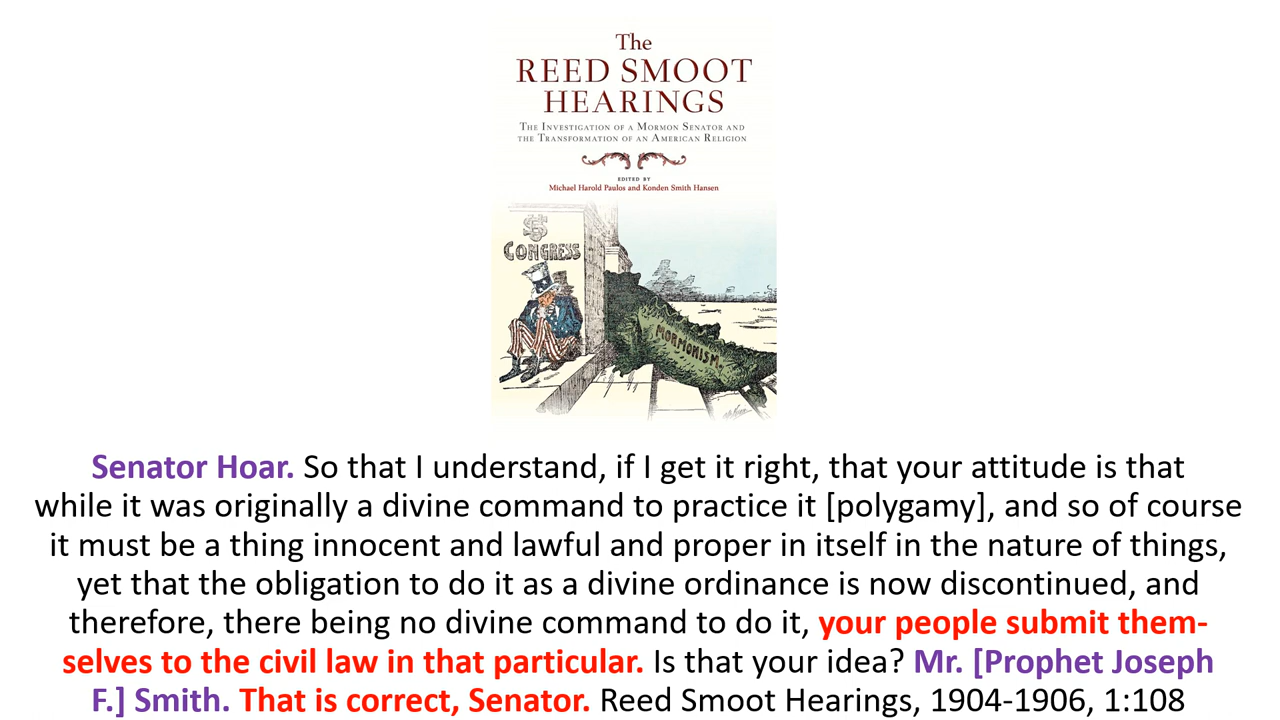 The
REED SMOOT
HEARINGS
The Investigation of a Mormon Senator and
the Transformation of an American Religion
EDITED BY
Michael Harold Paulos and Konden Smith Hansen
CONGRESS
MORMONISM.
Senator Hoar. So that I understand, if I get it right, that your attitude is that
while it was originally a divine command to practice it [polygamy], and so of course
it must be a thing innocent and lawful and proper in itself in the nature of things,
yet that the obligation to do it as a divine ordinance is now discontinued, and
therefore, there being no divine command to do it, your people submit them-
selves to the civil law in that particular. Is that your idea? Mr. [Prophet Joseph
F.] Smith. That is correct, Senator. Reed Smoot Hearings, 1904-1906, 1:108